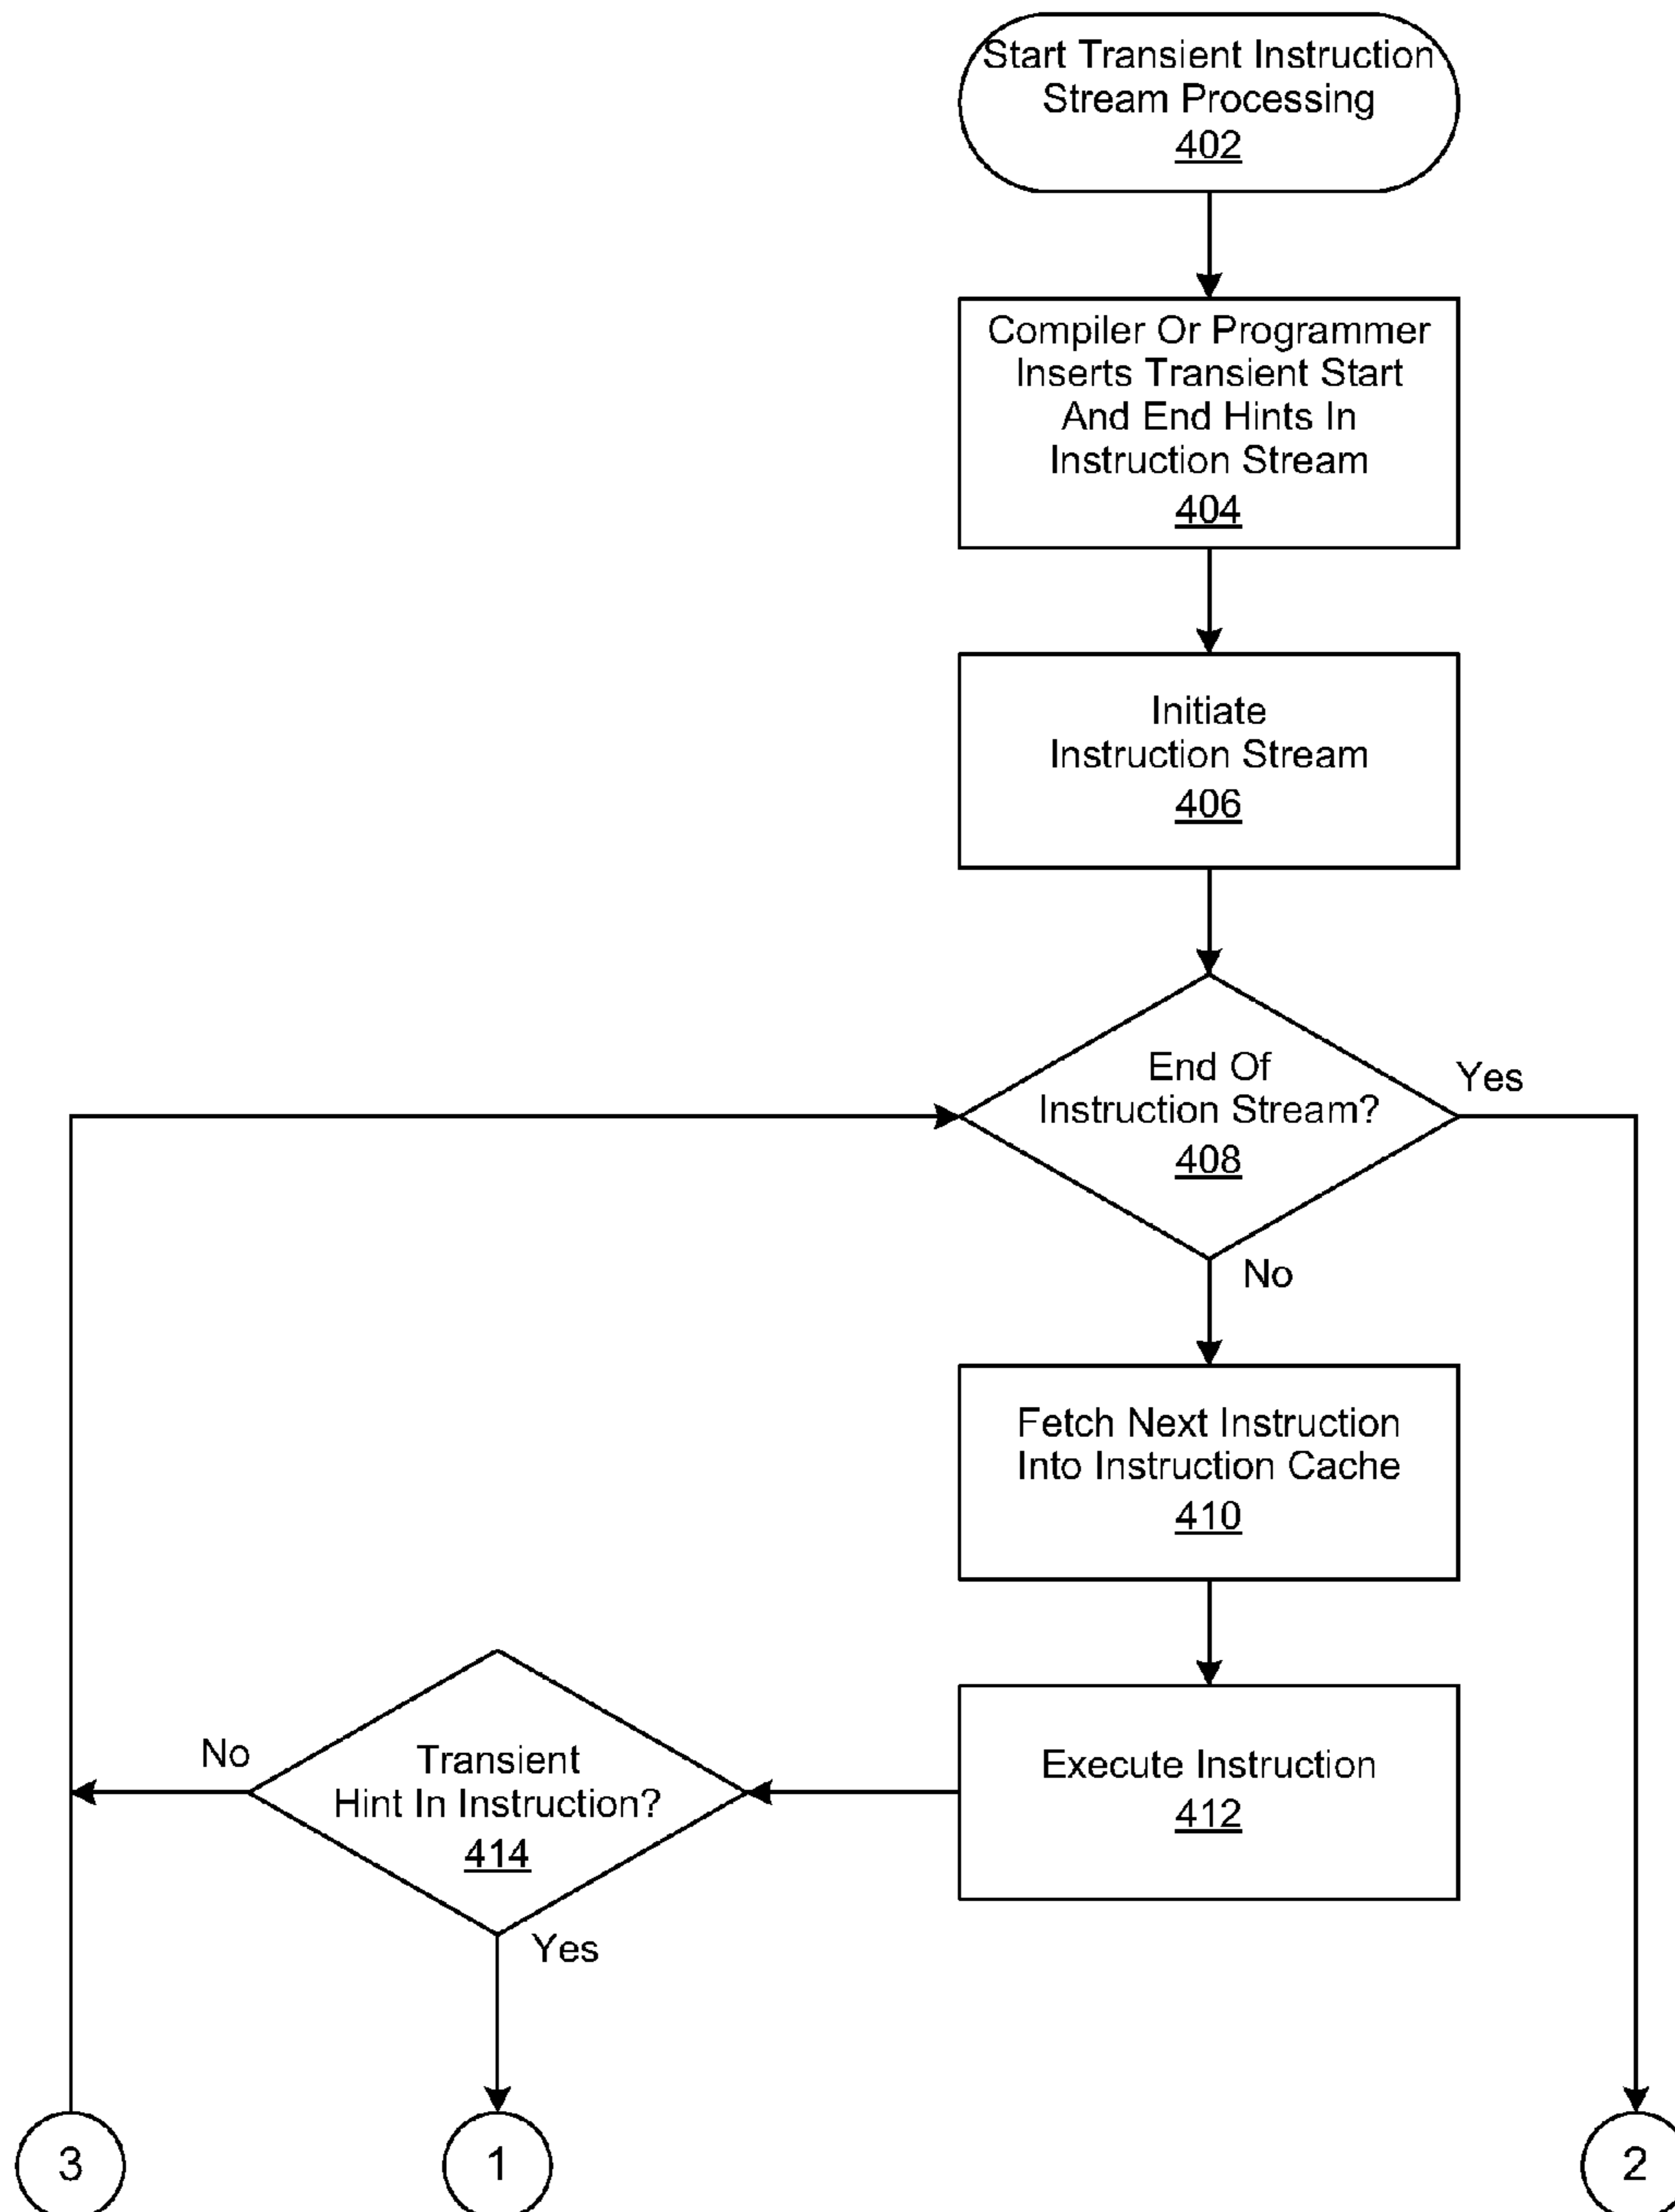 Start Transient Instruction
Stream Processing
402
Compiler Or Programmer
Inserts Transient Start
And End Hints In
Instruction Stream
404
Initiate
Instruction Stream
406
End Of
Instruction Stream?
408
Yes
No
Fetch Next Instruction
Into Instruction Cache
410
Execute Instruction
412
No
Transient
Hint In Instruction?
414
Yes
3
1
2